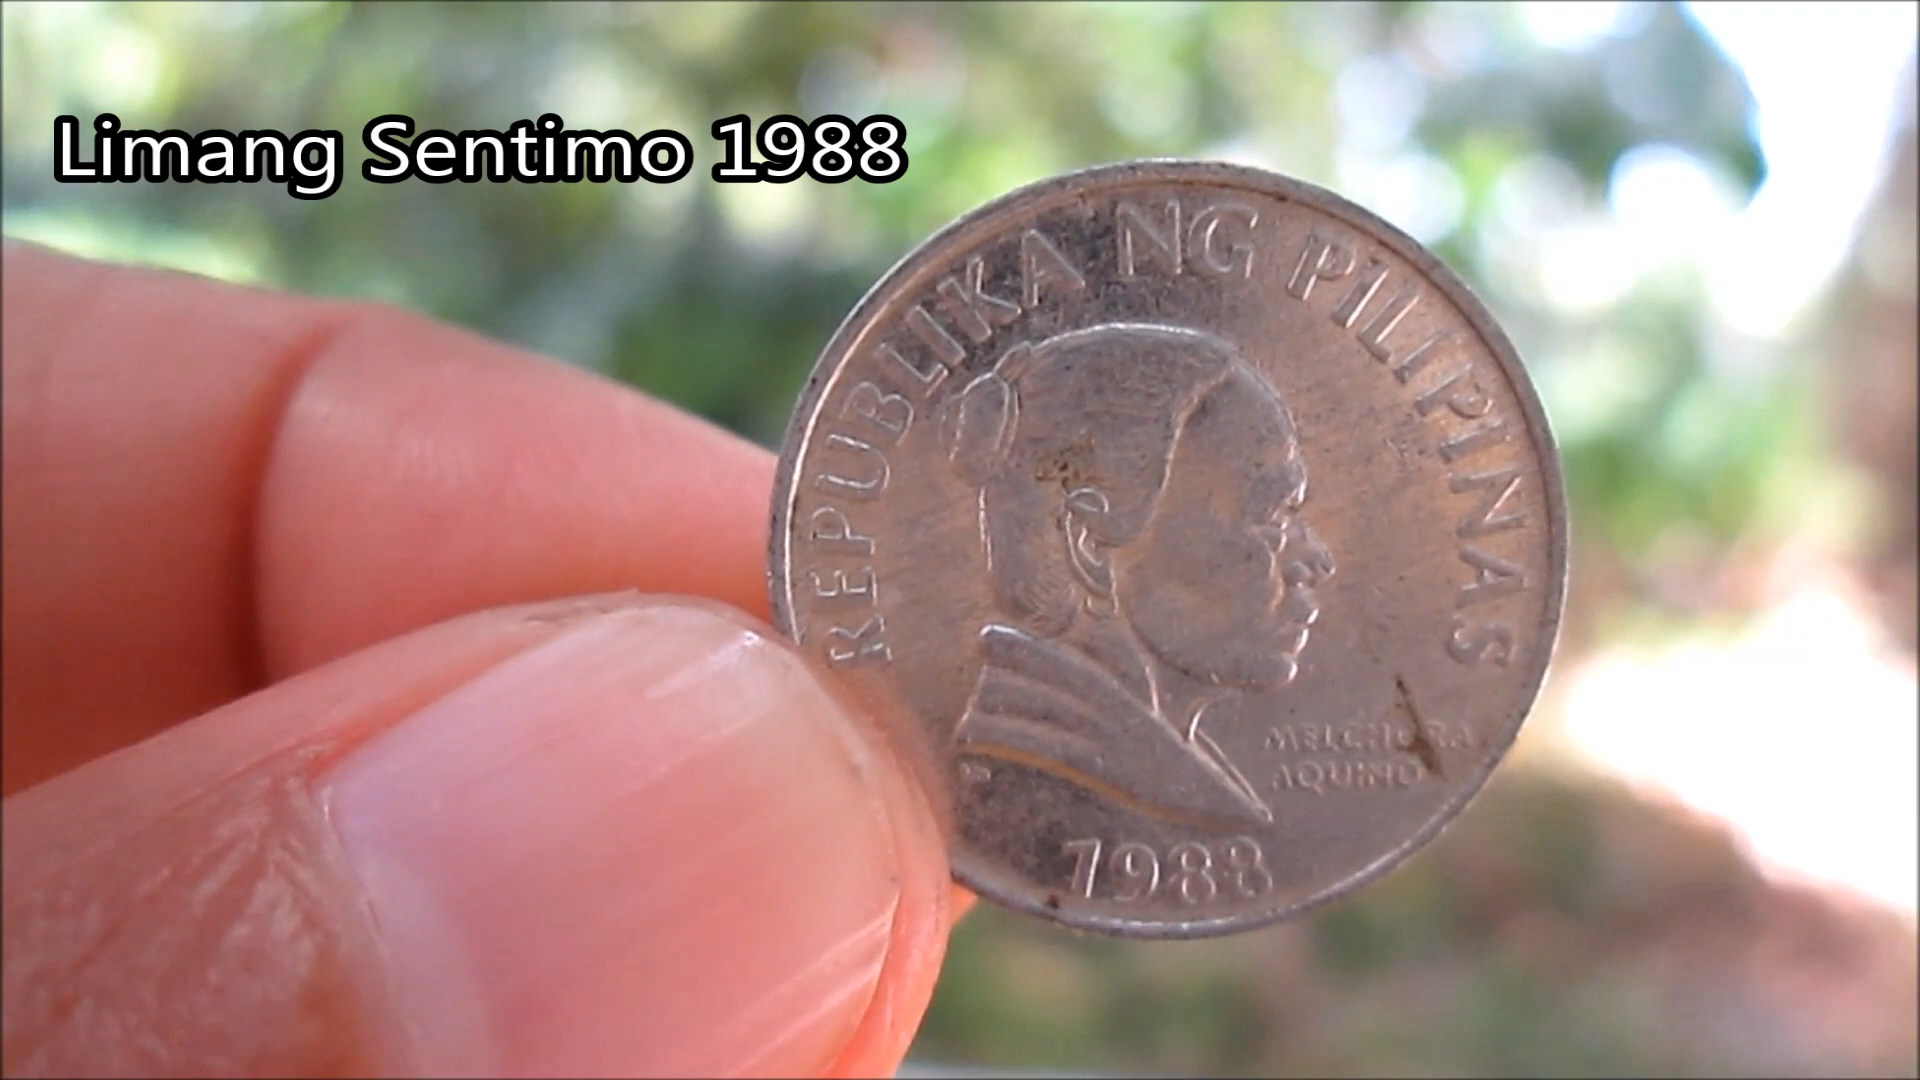 Limang Sentimo 1988
REPUBLIKA NG PILIPINAS
MELCHORA
AQUINO
1988